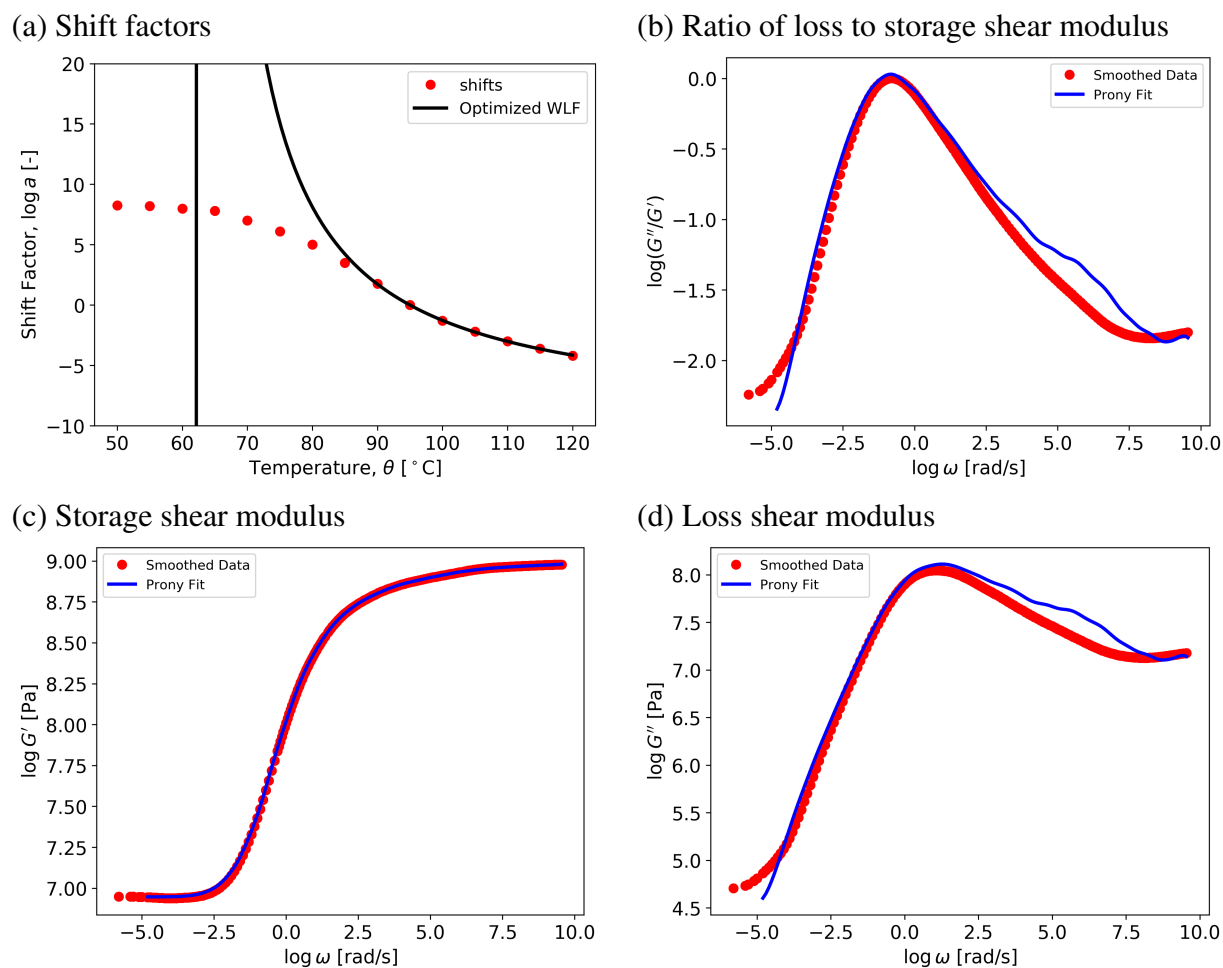 (a) Shift factors
20
15
10
5
0
−5
−10
50 60 70 80 90 100 110 120
Shift Factor, log a [-]
Temperature, θ [°C]
shifts
Optimized WLF
(b) Ratio of loss to storage shear modulus
0.0
−0.5
−1.0
−1.5
−2.0
−5.0 −2.5 0.0 2.5 5.0 7.5 10.0
log(G′′/G′)
log ω [rad/s]
Smoothed Data
Prony Fit
(c) Storage shear modulus
9.00
8.75
8.50
8.25
8.00
7.75
7.50
7.25
7.00
−5.0 −2.5 0.0 2.5 5.0 7.5 10.0
log G′ [Pa]
log ω [rad/s]
Smoothed Data
Prony Fit
(d) Loss shear modulus
8.0
7.5
7.0
6.5
6.0
5.5
5.0
4.5
−5.0 −2.5 0.0 2.5 5.0 7.5 10.0
log G′′ [Pa]
log ω [rad/s]
Smoothed Data
Prony Fit